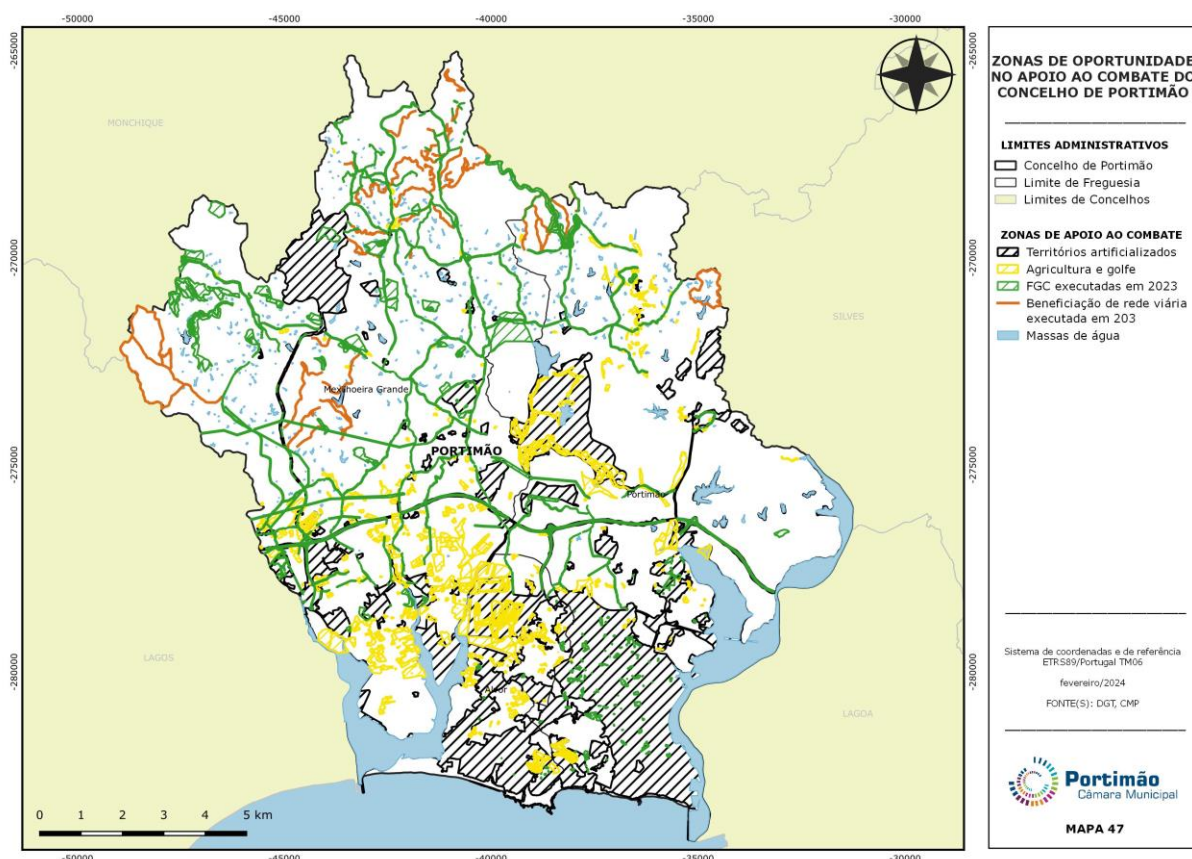 -50000
-45000
-40000
-35000
-30000
-265000
-265000
MONCHIQUE
-270000
-270000
SILVES
Mexilhoeira Grande
PORTIMÃO
-275000
-275000
Portimão
LAGOS
-280000
-280000
Alvor
LAGOA
0 1 2 3 4 5 km
-50000
-45000
-40000
-35000
-30000
ZONAS DE OPORTUNIDADE
NO APOIO AO COMBATE DO
CONCELHO DE PORTIMÃO
LIMITES ADMINISTRATIVOS
Concelho de Portimão
Limite de Freguesia
Limites de Concelhos
ZONAS DE APOIO AO COMBATE
Territórios artificializados
Agricultura e golfe
FGC executadas em 2023
Beneficiação de rede viária
executada em 203
Massas de água
Sistema de coordenadas e de referência
ETRS89/Portugal TM06
fevereiro/2024
FONTE(S): DGT, CMP
Portimão
Câmara Municipal
MAPA 47